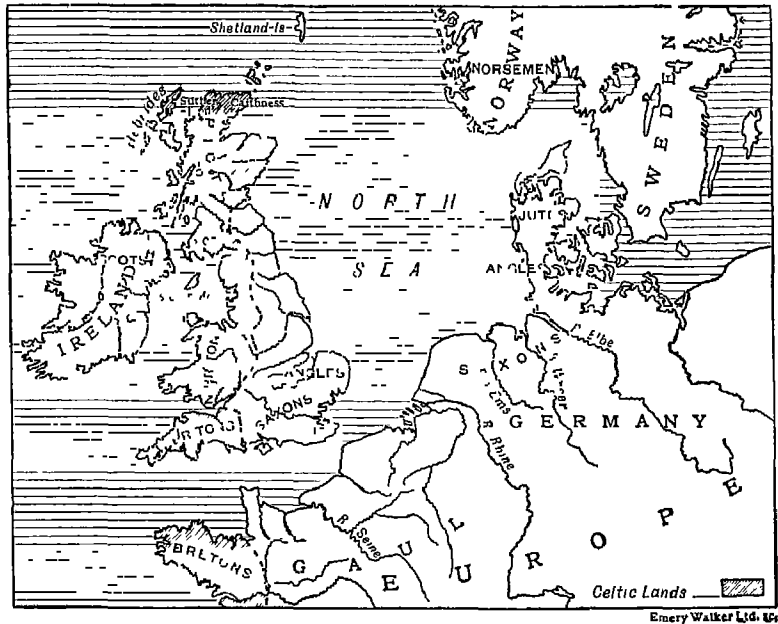 Shetland-Is-
NORWAY
NORSEMEN
SWEDEN
Caithness
NORTH
SEA
JUTES
ANGLES
IRELAND
SAXONS
R. Elbe
R. Ems
GERMANY
R. Rhine
ANGLES
SAXONS
R. Seine
BRETONS
GAUL
EUROPE
Celtic Lands
Emery Walker Ltd. sc.